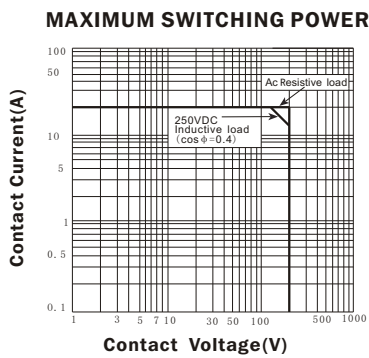 MAXIMUM SWITCHING POWER
100
50
Ac Resistive load
250VDC
Inductive load
(cosφ=0.4)
10
5
1
0.5
0.1
1 3 5 7 10 30 50 100 500 1000
Contact Current(A)
Contact Voltage(V)